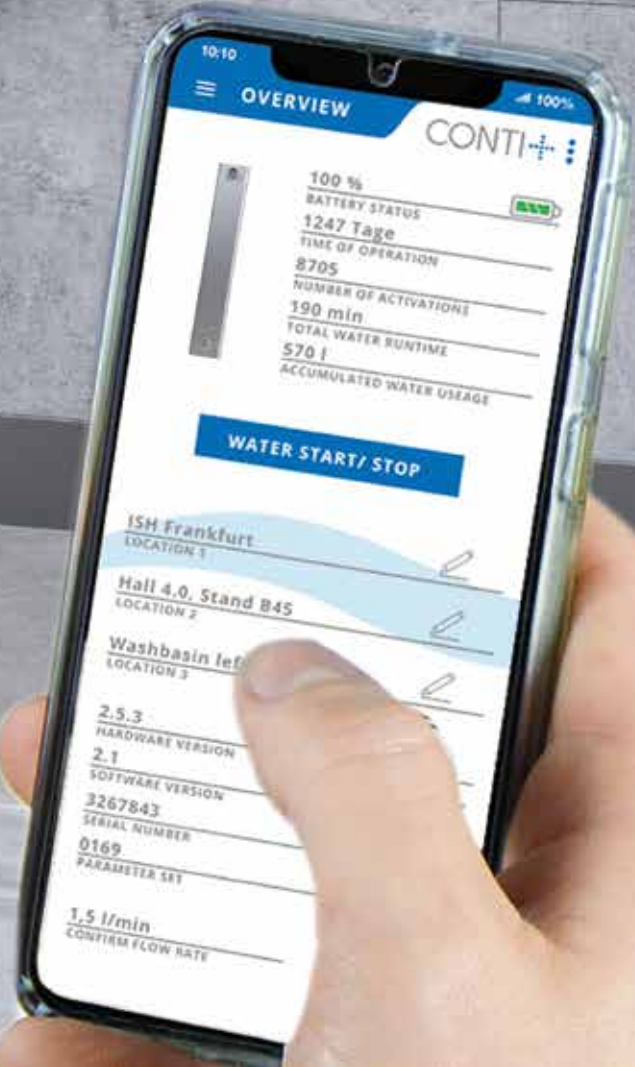 10:10
100%
OVERVIEW
CONTI+
100 %
BATTERY STATUS
1247 Tage
TIME OF OPERATION
8705
NUMBER OF ACTIVATIONS
190 min
TOTAL WATER RUNTIME
570 l
ACCUMULATED WATER USEAGE
WATER START/ STOP
ISH Frankfurt
LOCATION 1
Hall 4.0, Stand B45
LOCATION 2
Washbasin lef
LOCATION 3
2.5.3
HARDWARE VERSION
2.1
SOFTWARE VERSION
3267843
SERIAL NUMBER
0169
PARAMETER SET
1,5 l/min
CONFIRM FLOW RATE